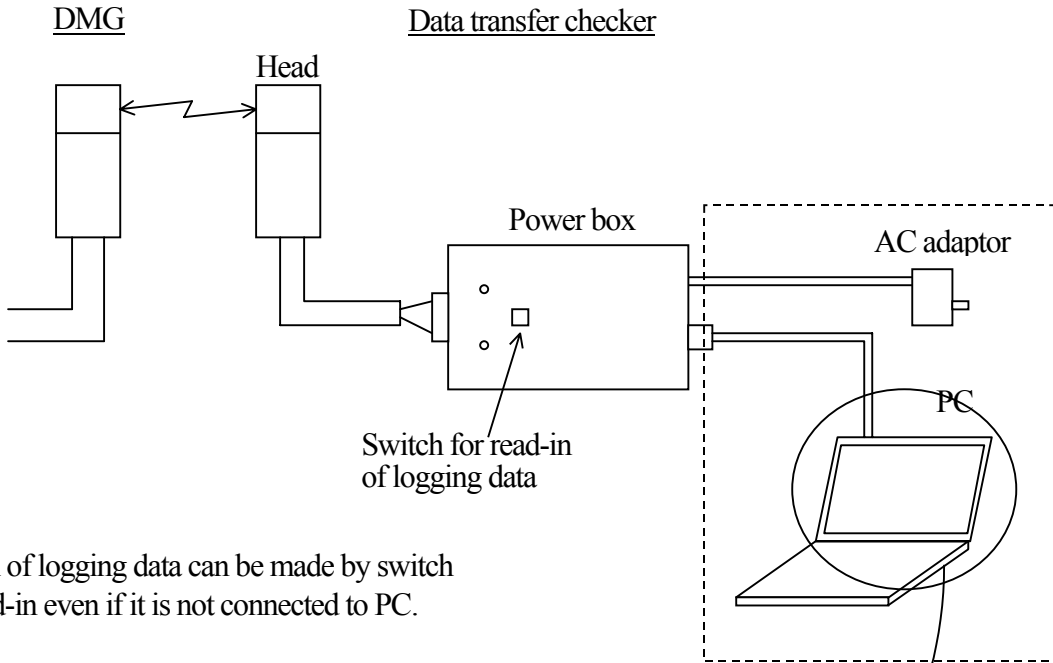 DMG
Data transfer checker
Head
Power box
AC adaptor
PC
Switch for read-in
of logging data
of logging data can be made by switch
even if it is not connected to PC.